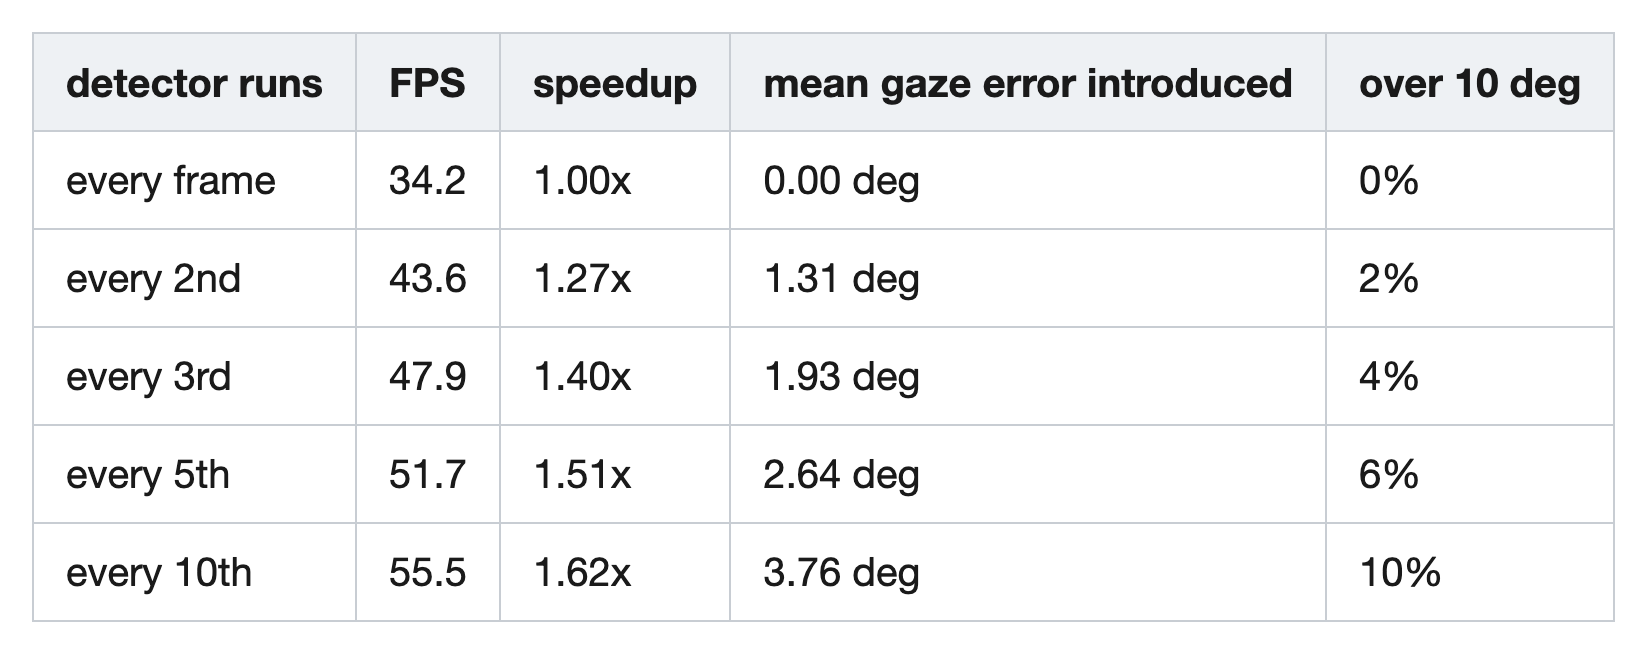 detector runs FPS speedup mean gaze error introduced over 10 deg
every frame 34.2 1.00x 0.00 deg 0%
every 2nd 43.6 1.27x 1.31 deg 2%
every 3rd 47.9 1.40x 1.93 deg 4%
every 5th 51.7 1.51x 2.64 deg 6%
every 10th 55.5 1.62x 3.76 deg 10%